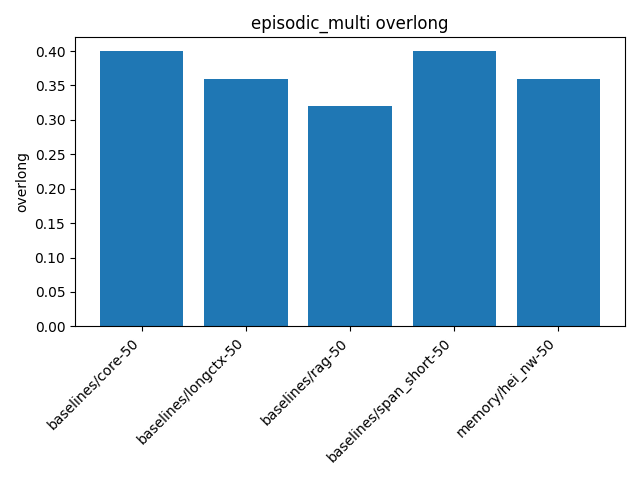 episodic_multi overlong
overlong
0.40
0.35
0.30
0.25
0.20
0.15
0.10
0.05
0.00
baselines/core-50
baselines/longctx-50
baselines/rag-50
baselines/span_short-50
memory/hei_nw-50